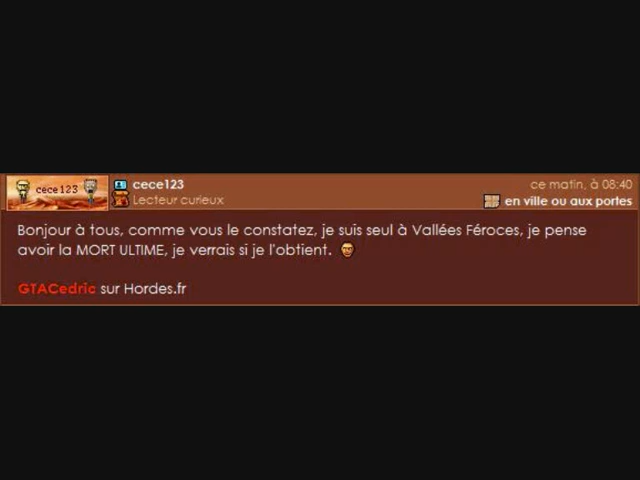 cece123
cece123
ce matin, à 08:40
Lecteur curieux
en ville ou aux portes
Bonjour à tous, comme vous le constatez, je suis seul à Vallées Féroces, je pense
avoir la MORT ULTIME, je verrais si je l'obtient.
GTACedric sur Hordes.fr